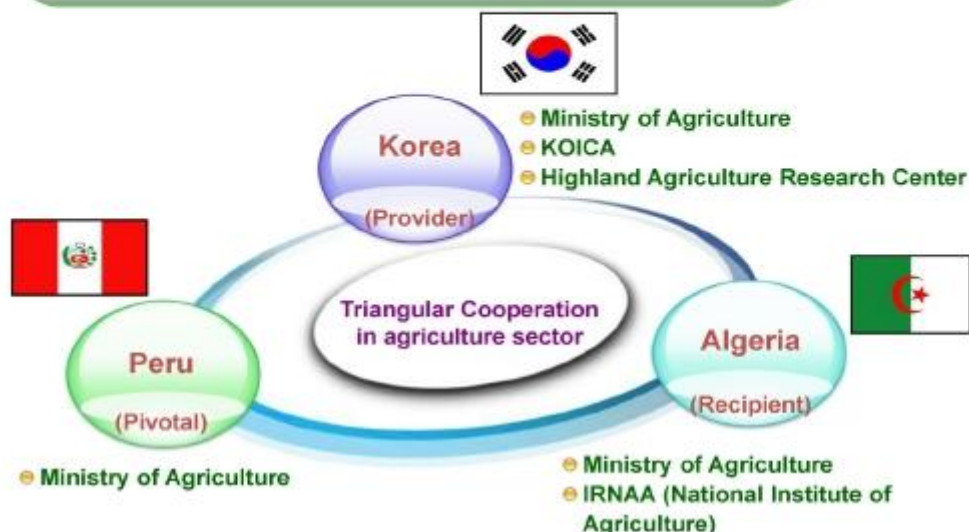 Korea
(Provider)
Ministry of Agriculture
KOICA
Highland Agriculture Research Center
Triangular Cooperation
in agriculture sector
Peru
(Pivotal)
Ministry of Agriculture
Algeria
(Recipient)
Ministry of Agriculture
IRNAA (National Institute of
Agriculture)